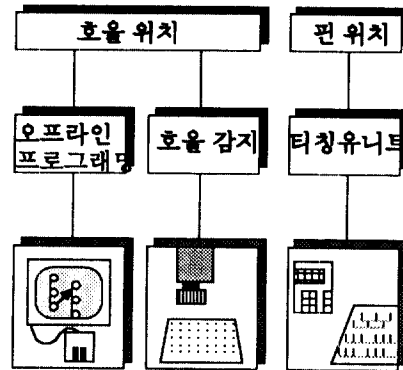 호울 위치
핀 위치
오프라인
프로그래밍
호울 감지
티칭유니트